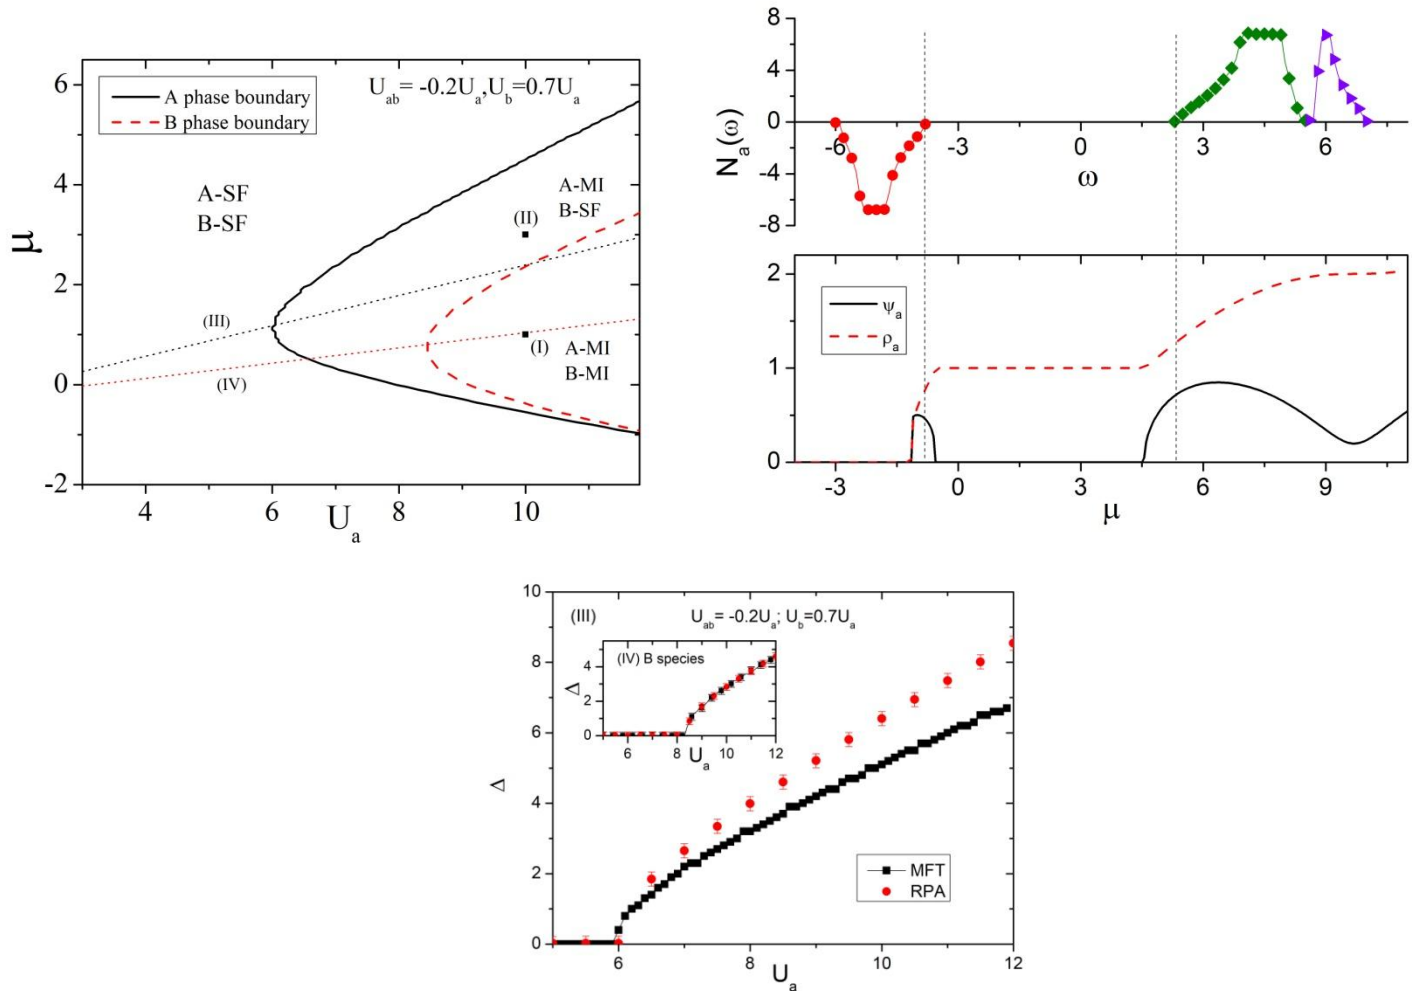 6
4
2
0
-2
4
6
8
10
μ
U_a
A phase boundary
B phase boundary
U_ab= -0.2U_a,U_b=0.7U_a
A-SF
B-SF
A-MI
B-SF
(II)
(III)
(I)
A-MI
B-MI
(IV)
8
4
0
-4
-8
N_a(ω)
-6
-3
0
3
6
ω
2
1
0
ψ_a
ρ_a
-3
0
3
6
9
μ
10
8
6
4
2
0
Δ
(III)
U_ab= -0.2U_a; U_b=0.7U_a
(IV) B species
4
2
0
Δ
6
8
10
12
U_a
MFT
RPA
6
8
10
12
U_a